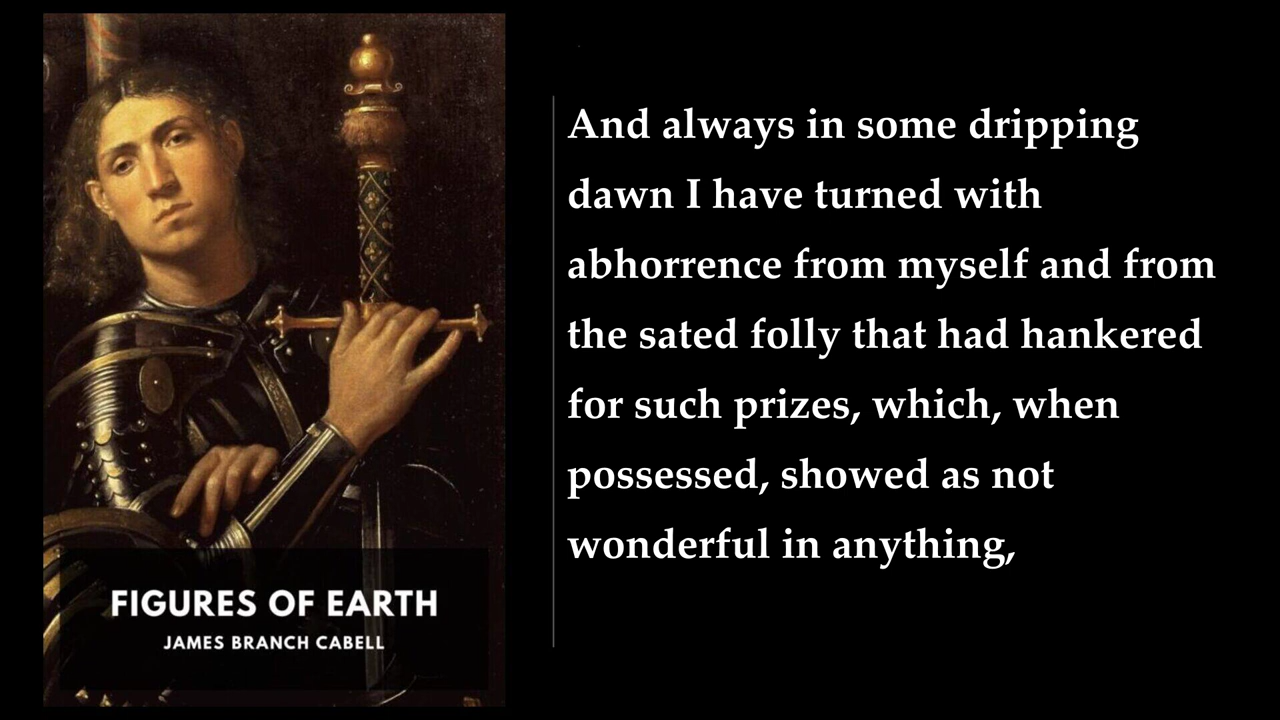 And always in some dripping
dawn I have turned with
abhorrence from myself and from
the sated folly that had hankered
for such prizes, which, when
possessed, showed as not
wonderful in anything,
FIGURES OF EARTH
JAMES BRANCH CABELL